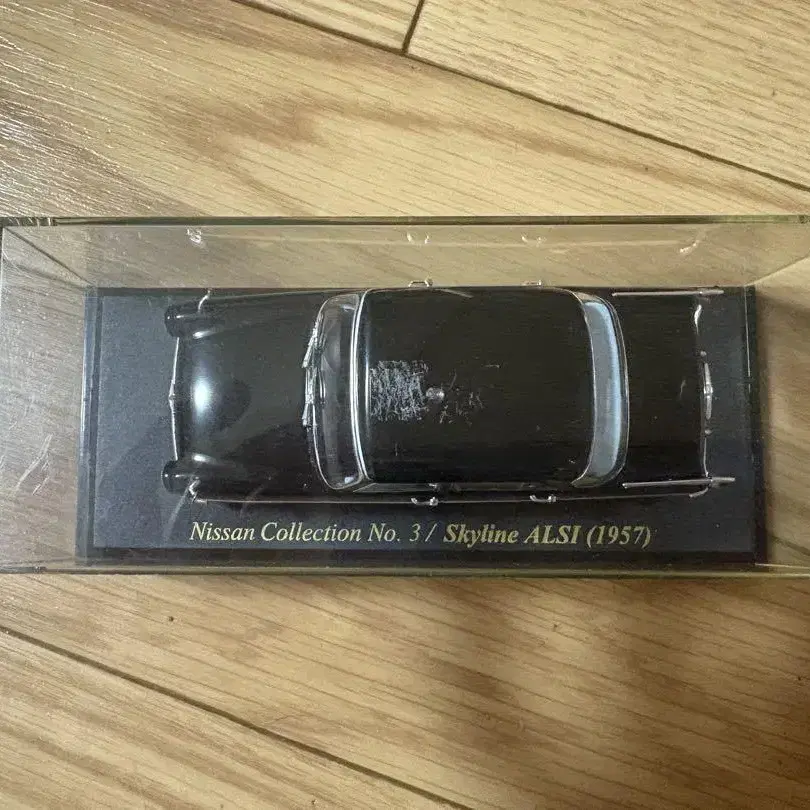 Nissan Collection No. 3 / Skyline ALSI (1957)